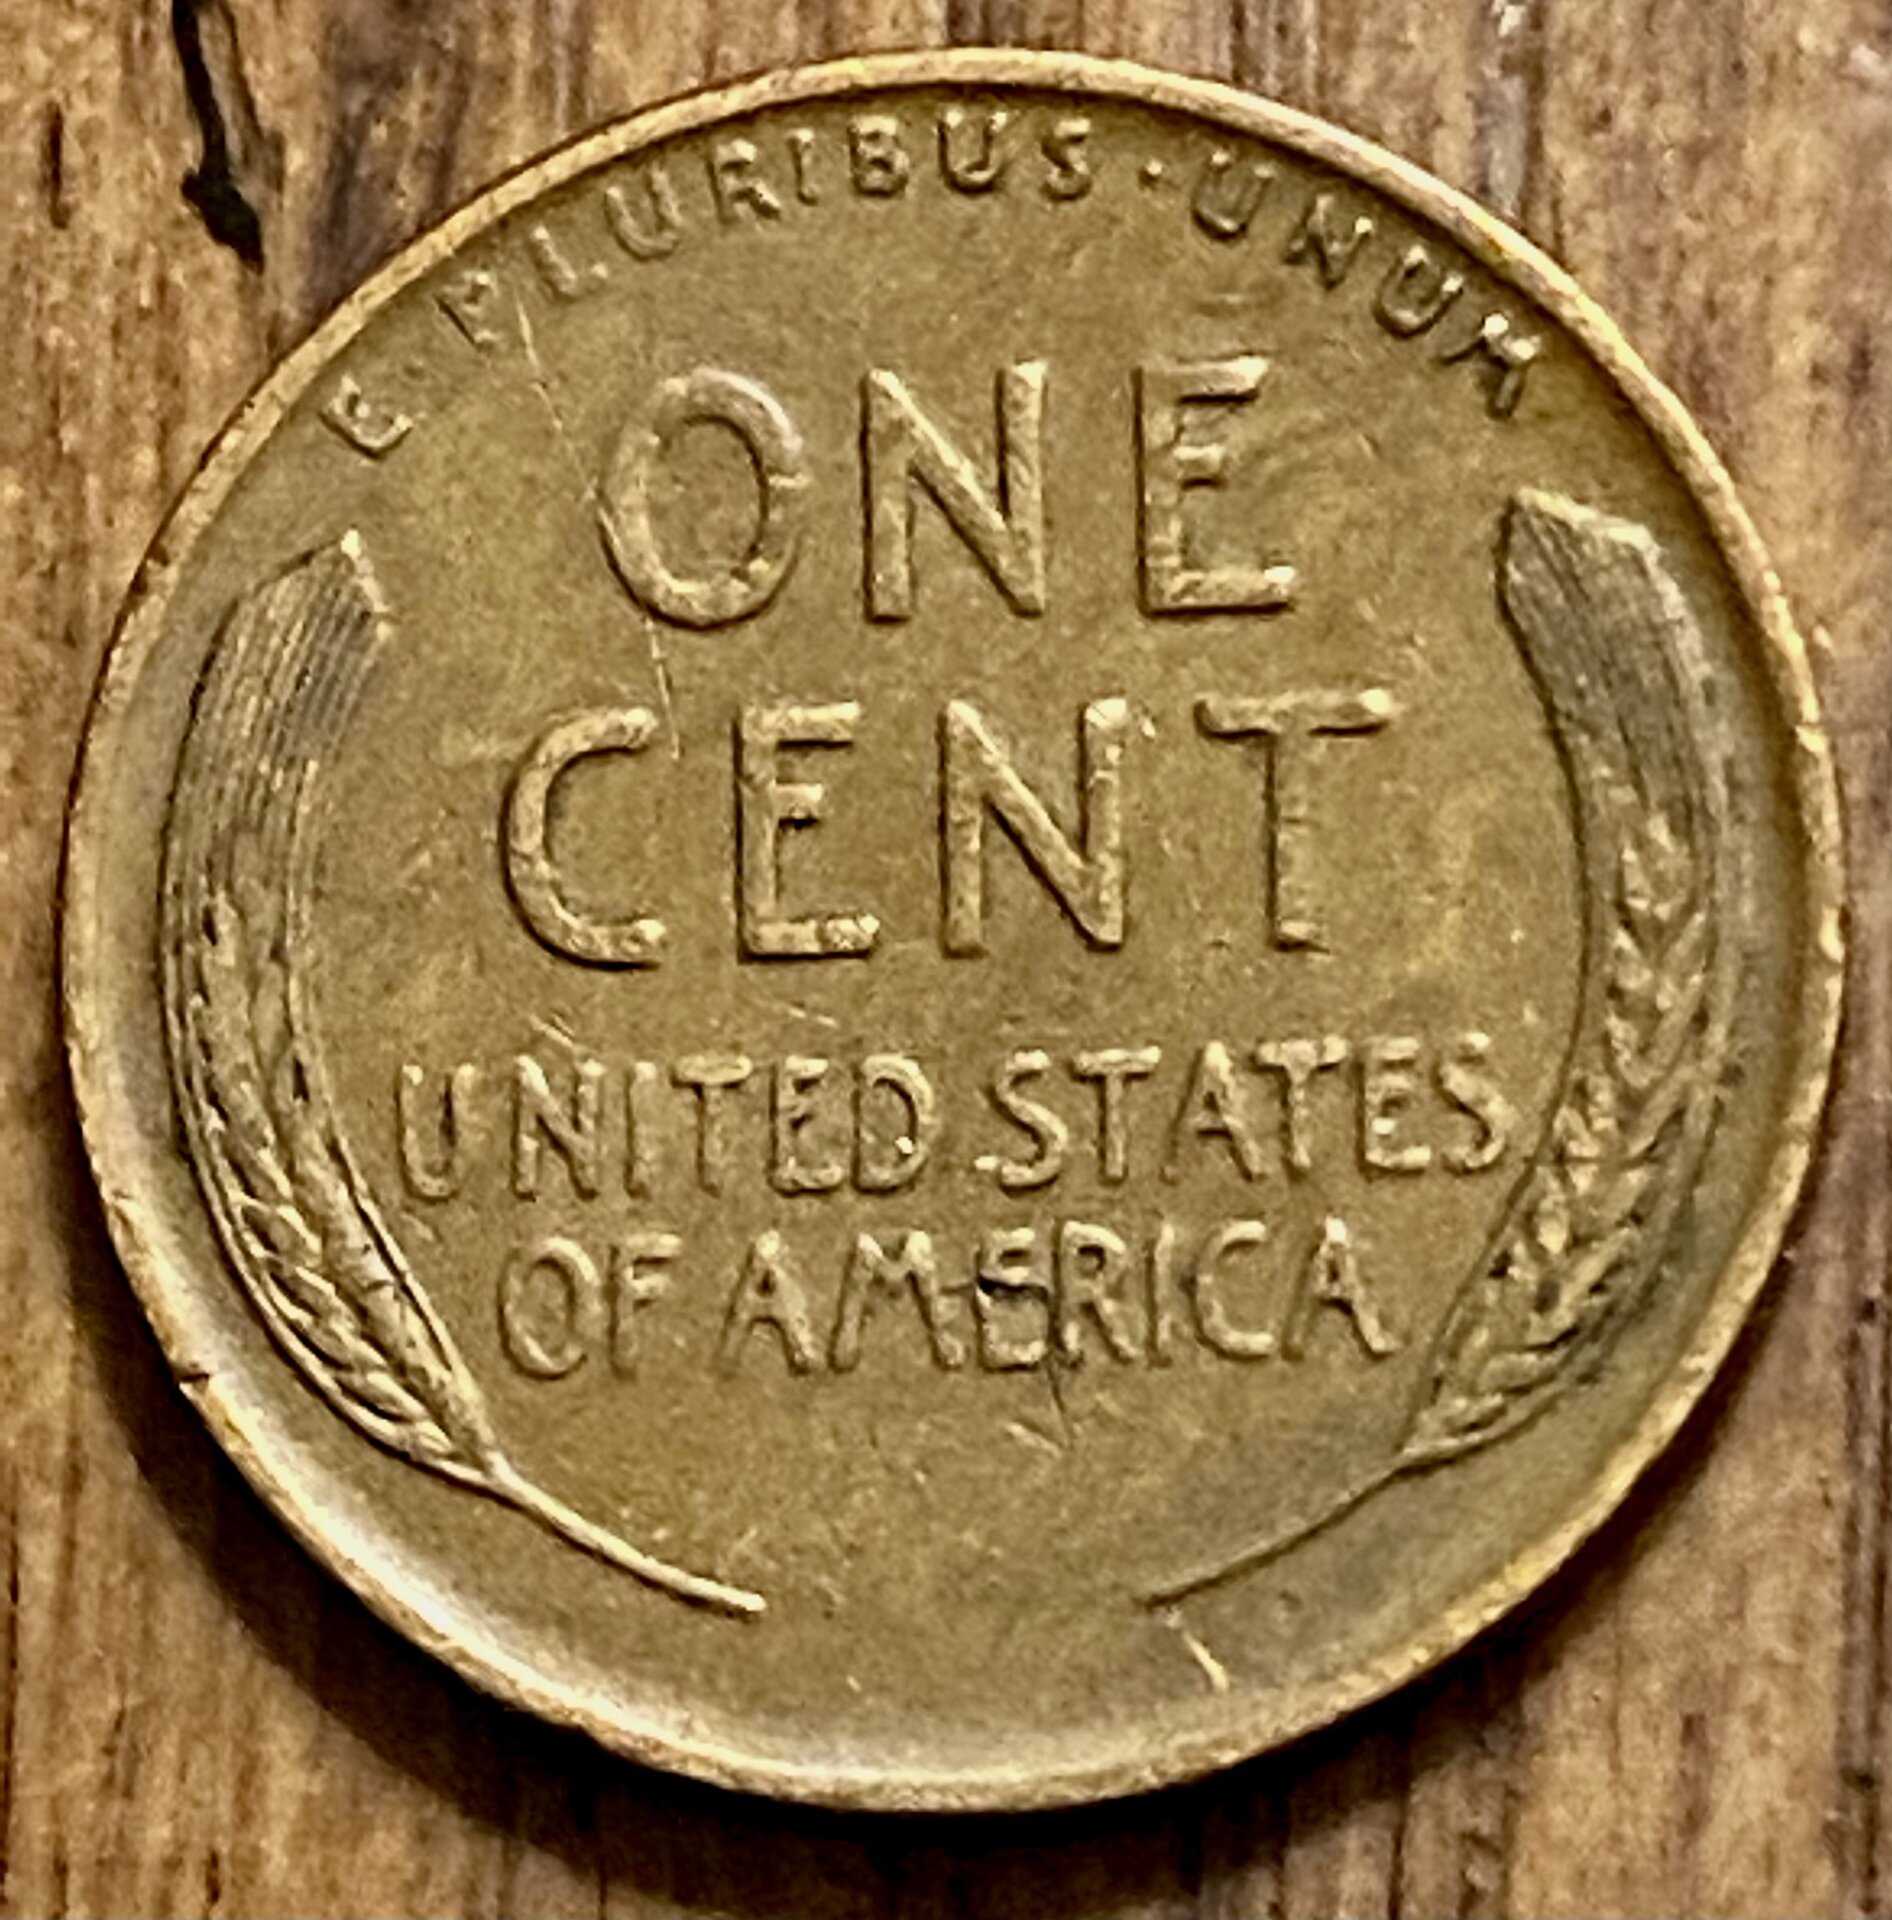 E·PLURIBUS·UNUM
ONE
CENT
UNITED STATES
OF AMERICA